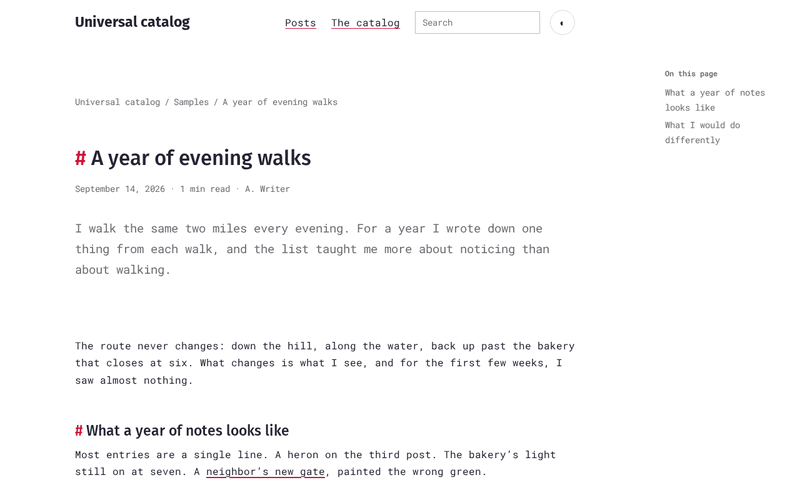 Universal catalog
Posts
The catalog
Search
On this page
What a year of notes
looks like
What I would do
differently
Universal catalog / Samples / A year of evening walks
# A year of evening walks
September 14, 2026 · 1 min read · A. Writer
I walk the same two miles every evening. For a year I wrote down one
thing from each walk, and the list taught me more about noticing than
about walking.
The route never changes: down the hill, along the water, back up past the bakery
that closes at six. What changes is what I see, and for the first few weeks, I
saw almost nothing.
# What a year of notes looks like
Most entries are a single line. A heron on the third post. The bakery’s light
still on at seven. A neighbor’s new gate, painted the wrong green.